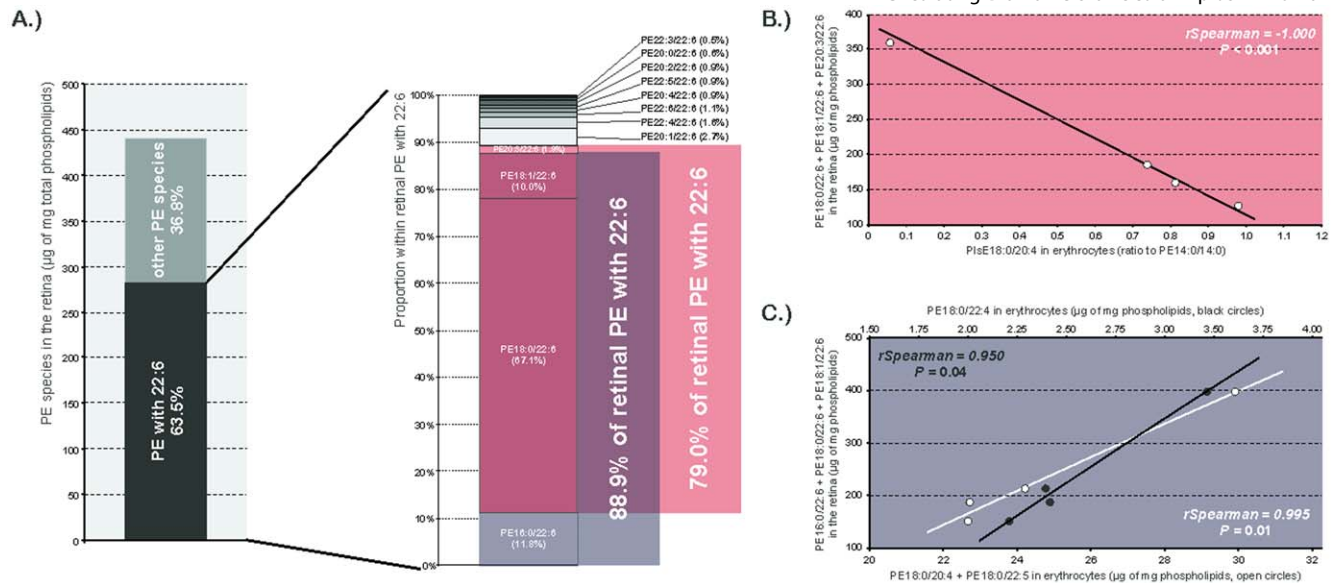 A.)
PE species in the retina (µg of mg total phospholipids)
500
450
400
350
300
250
200
150
100
50
0
other PE species
36.8%
PE with 22:6
63.5%
Proportion within retinal PE with 22:6
100%
90%
80%
70%
60%
50%
40%
30%
20%
10%
0%
PE22:3/22:6 (0.5%)
PE20:0/22:6 (0.6%)
PE20:2/22:6 (0.9%)
PE22:5/22:6 (0.9%)
PE20:4/22:6 (0.9%)
PE22:6/22:6 (1.1%)
PE22:4/22:6 (1.6%)
PE20:1/22:6 (2.7%)
PE18:1/22:6
(10.0%)
PE18:0/22:6
(67.1%)
PE16:0/22:6
(11.8%)
88.9% of retinal PE with 22:6
79.0% of retinal PE with 22:6
B.)
PE18:0/22:6 + PE18:1/22:6 + PE20:3/22:6
in the retina (µg of mg phospholipids)
400
350
300
250
200
150
100
rSpearman = -1.000
P < 0.001
0 0.1 0.2 0.3 0.4 0.5 0.6 0.7 0.8 0.9 1.0 1.1 1.2
PlsE18:0/20:4 in erythrocytes (ratio to PE14:0/14:0)
C.)
PE18:0/22:4 in erythrocytes (µg of mg phospholipids, black circles)
1.50 1.75 2.00 2.25 2.50 2.75 3.00 3.25 3.50 3.75 4.00
PE16:0/22:6 + PE18:0/22:6 + PE18:1/22:6
in the retina (µg of mg phospholipids)
500
400
300
200
100
rSpearman = 0.950
P = 0.04
rSpearman = 0.995
P = 0.01
20 22 24 26 28 30 32
PE18:0/20:4 + PE18:0/22:5 in erythrocytes (µg of mg phospholipids, open circles)